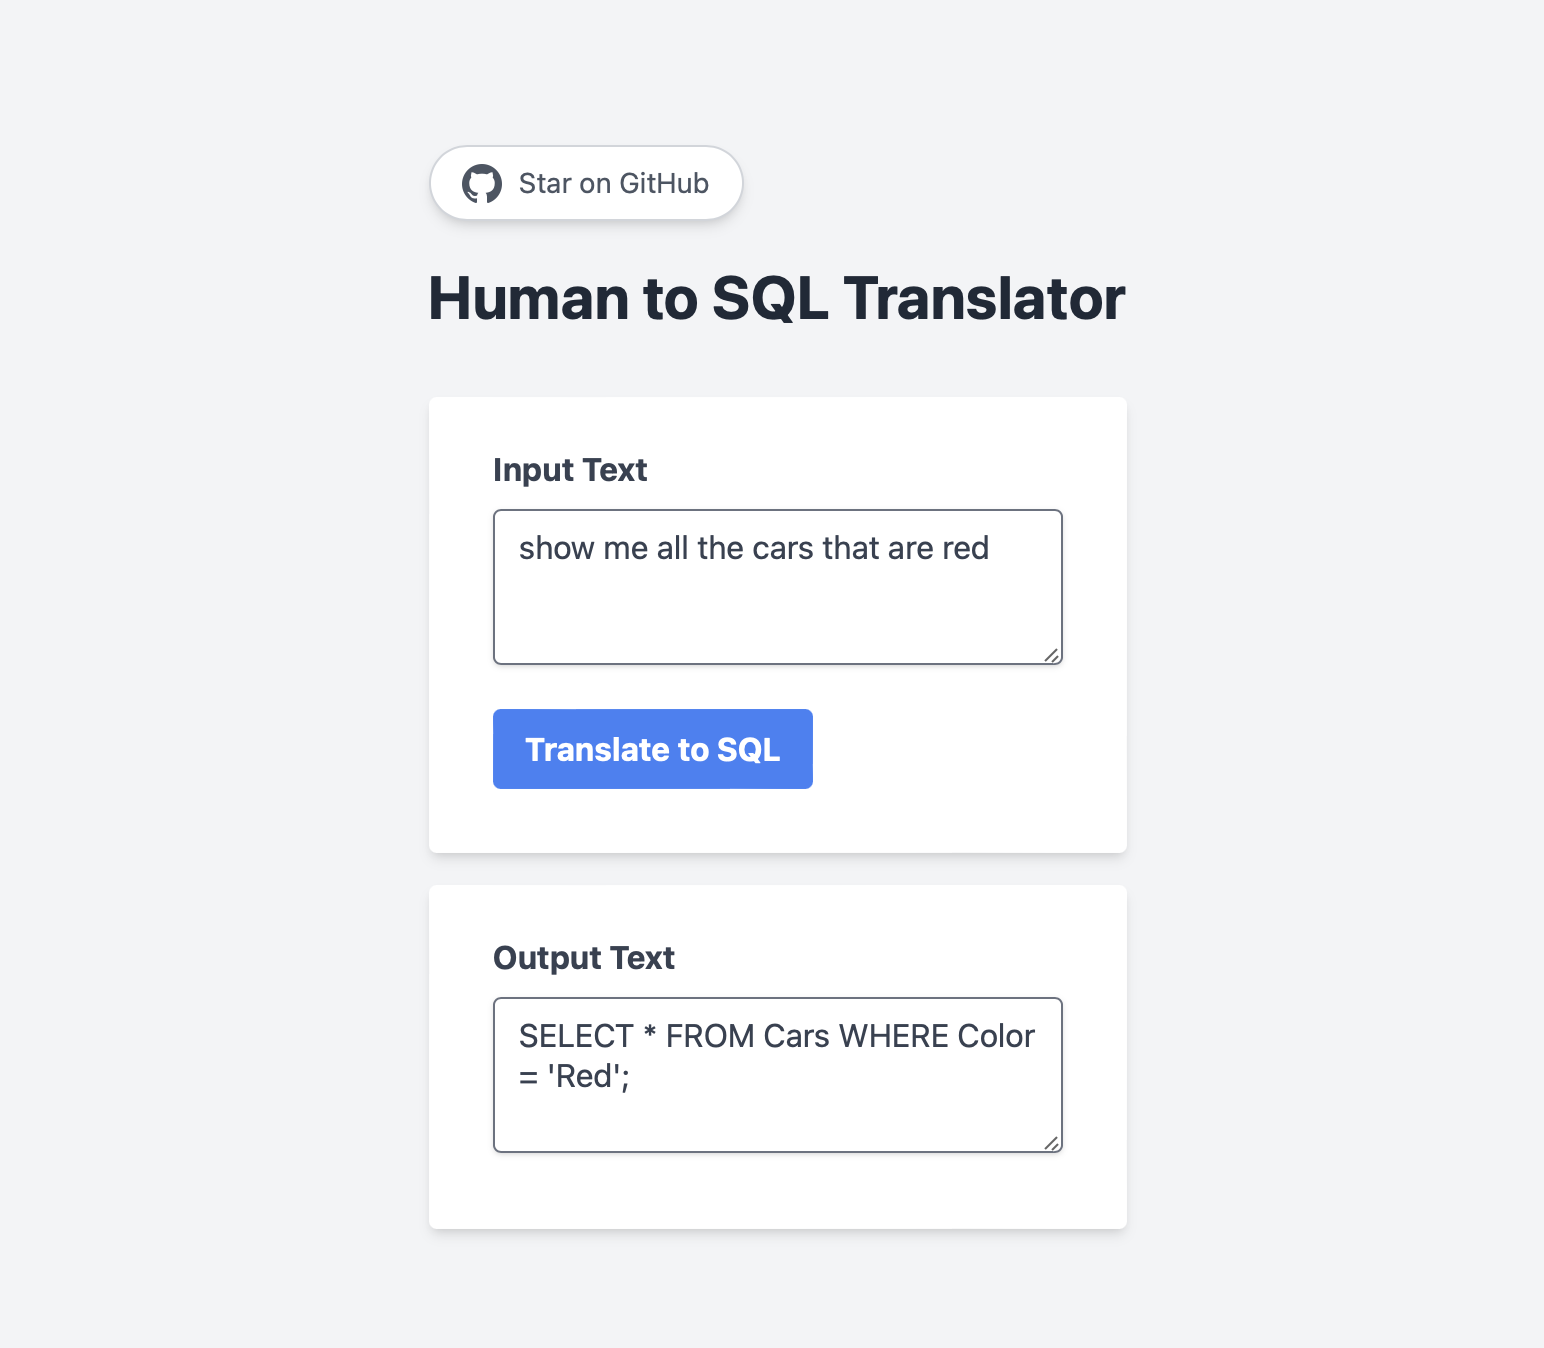 Star on GitHub
Human to SQL Translator
Input Text
show me all the cars that are red
Translate to SQL
Output Text
SELECT * FROM Cars WHERE Color
= 'Red';